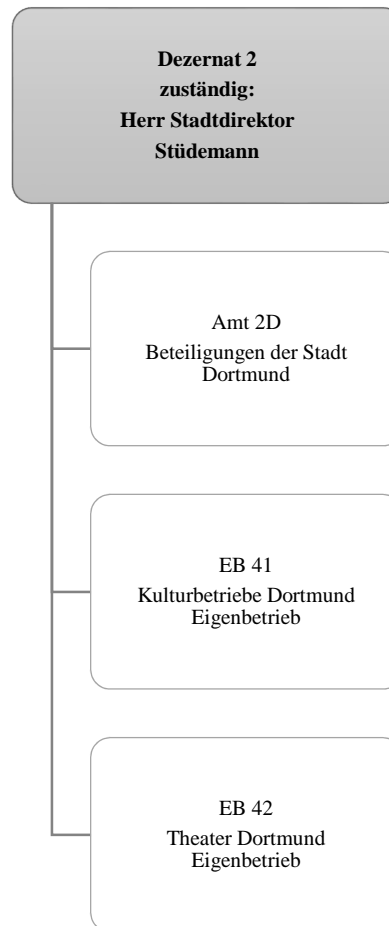 Dezernat 2
zuständig:
Herr Stadtdirektor
Stüdemann
Amt 2D
Beteiligungen der Stadt
Dortmund
EB 41
Kulturbetriebe Dortmund
Eigenbetrieb
EB 42
Theater Dortmund
Eigenbetrieb